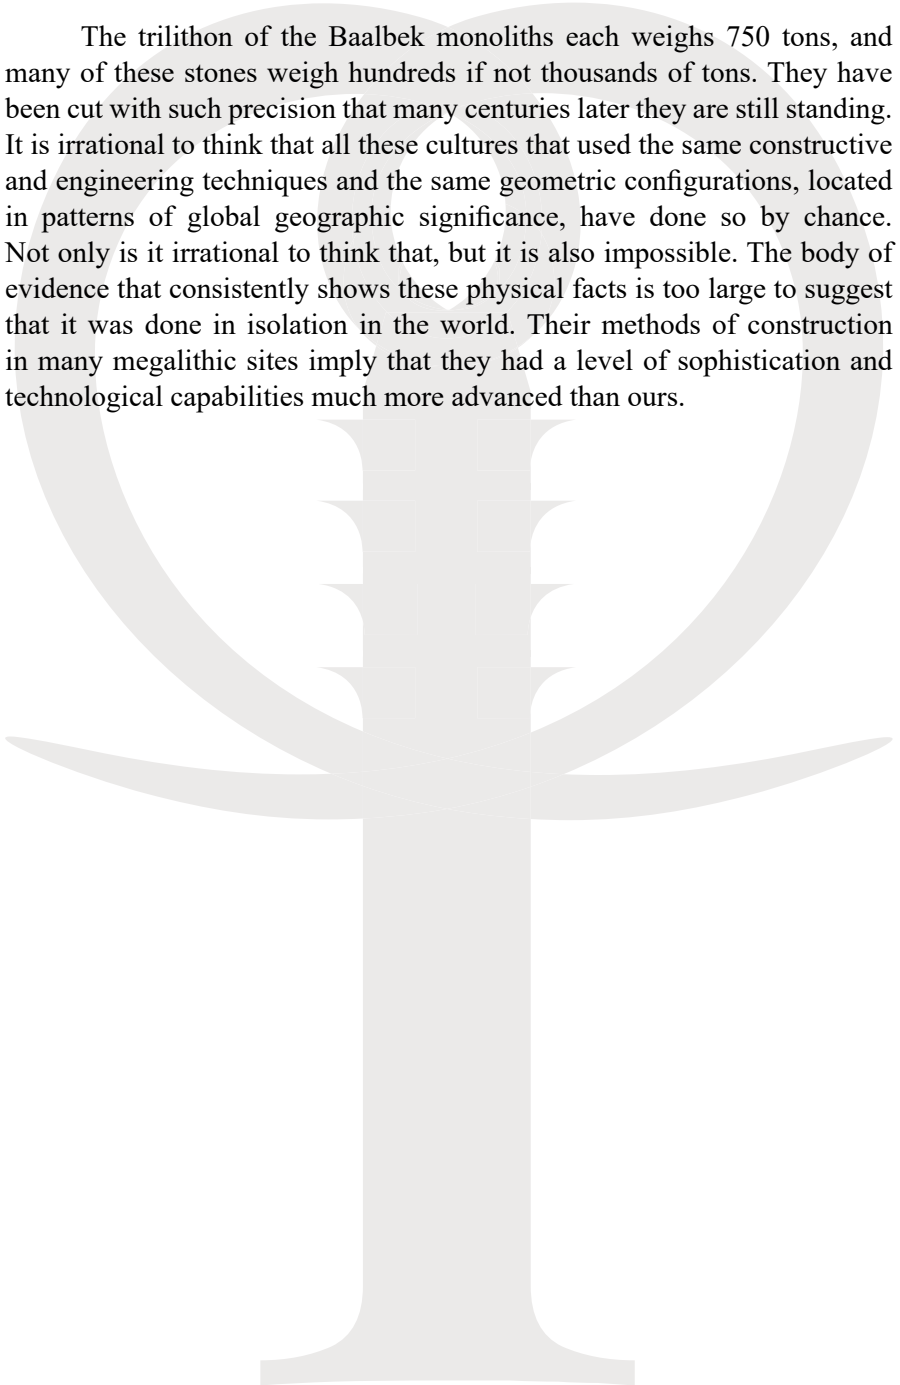 The trilithon of the Baalbek monoliths each weighs 750 tons, and
many of these stones weigh hundreds if not thousands of tons. They have
been cut with such precision that many centuries later they are still standing.
It is irrational to think that all these cultures that used the same constructive
and engineering techniques and the same geometric configurations, located
in patterns of global geographic significance, have done so by chance.
Not only is it irrational to think that, but it is also impossible. The body of
evidence that consistently shows these physical facts is too large to suggest
that it was done in isolation in the world. Their methods of construction
in many megalithic sites imply that they had a level of sophistication and
technological capabilities much more advanced than ours.